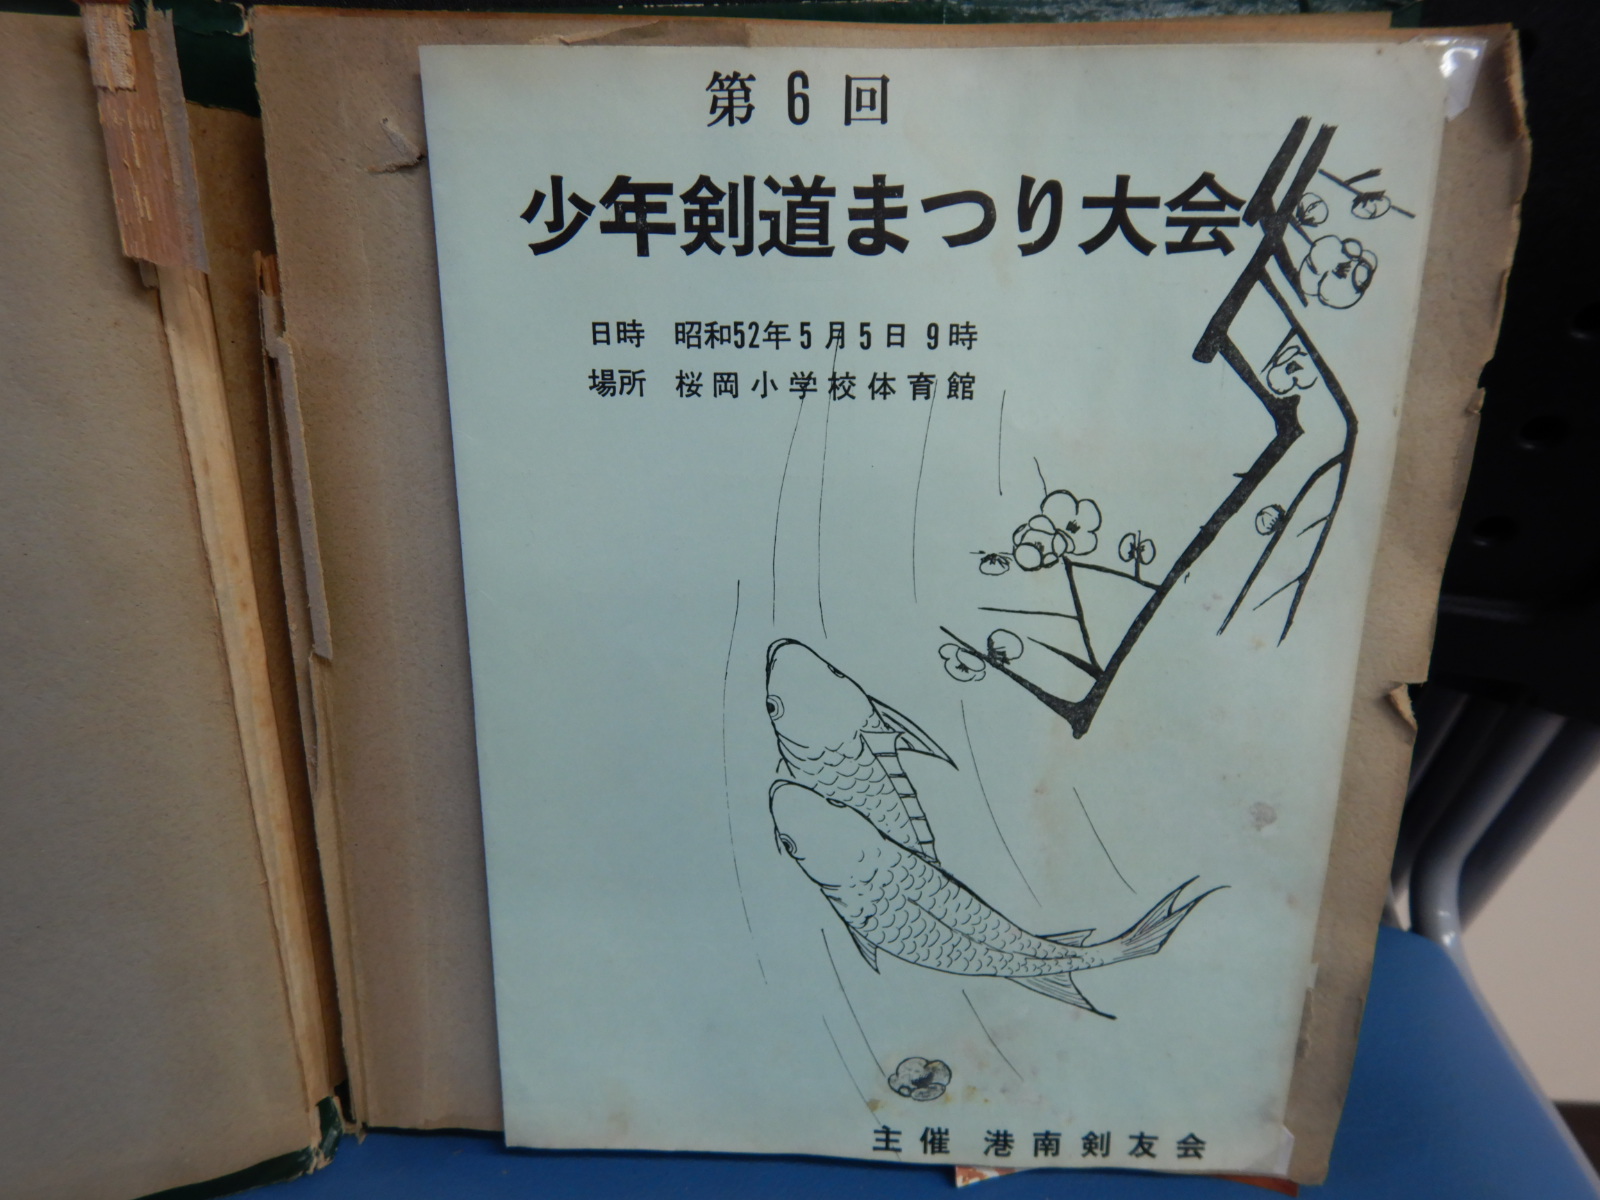 第6回
少年剣道まつり大会
日時 昭和52年5月5日9時
場所 桜岡小学校体育館
主催 港南剣友会